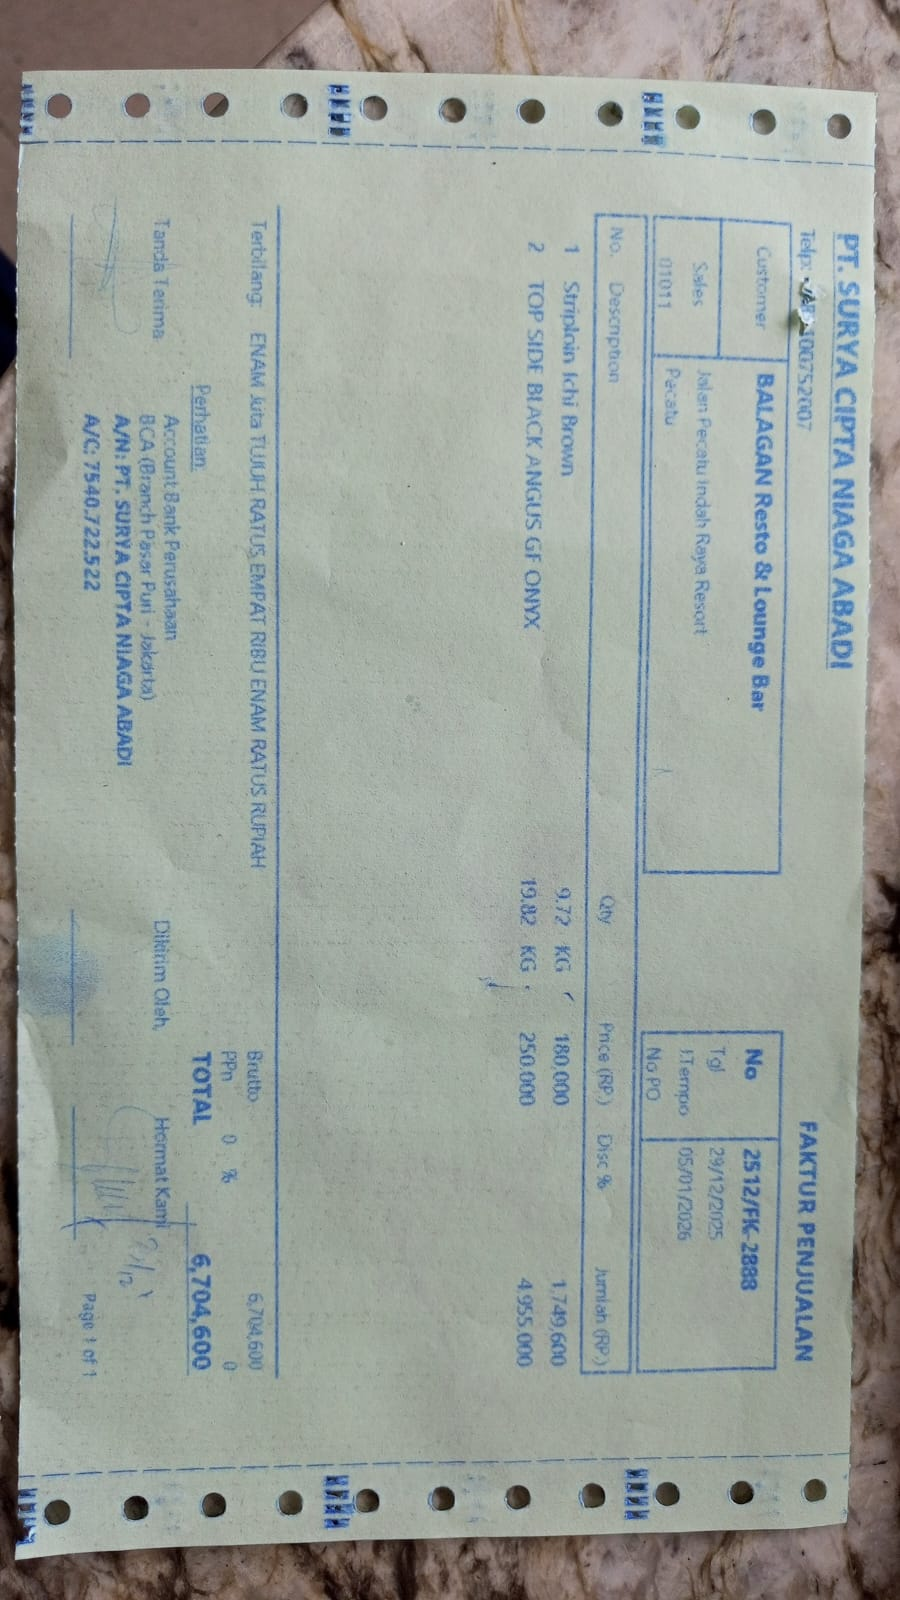 PT. SURYA CIPTA NIAGA ABADI
Telp: 100752007
FAKTUR PENJUALAN
Customer BALAGAN Resto & Lounge Bar
Jalan Pecatu Indah Raya Resort
Sales
01011 Pecatu
No 2512/FK-2888
Tgl 29/12/2025
J.Tempo 05/01/2026
No PO
No. Description Qty Price (RP.) Disc % Jumlah (RP.)
1 Striploin Ichi Brown 9.72 KG 180,000 1,749,600
2 TOP SIDE BLACK ANGUS GF ONYX 19.82 KG 250,000 4,955,000
Terbilang: ENAM Juta TUJUH RATUS EMPAT RIBU ENAM RATUS RUPIAH
Brutto 6,704,600
PPn 0 % 0
TOTAL 6,704,600
Perhatian:
Account Bank Perusahaan
BCA (Branch Pasar Puri - Jakarta)
A/N: PT. SURYA CIPTA NIAGA ABADI
A/C: 7540.722.522
Tanda Terima
Dikirim Oleh,
Hormat Kami
Page 1 of 1